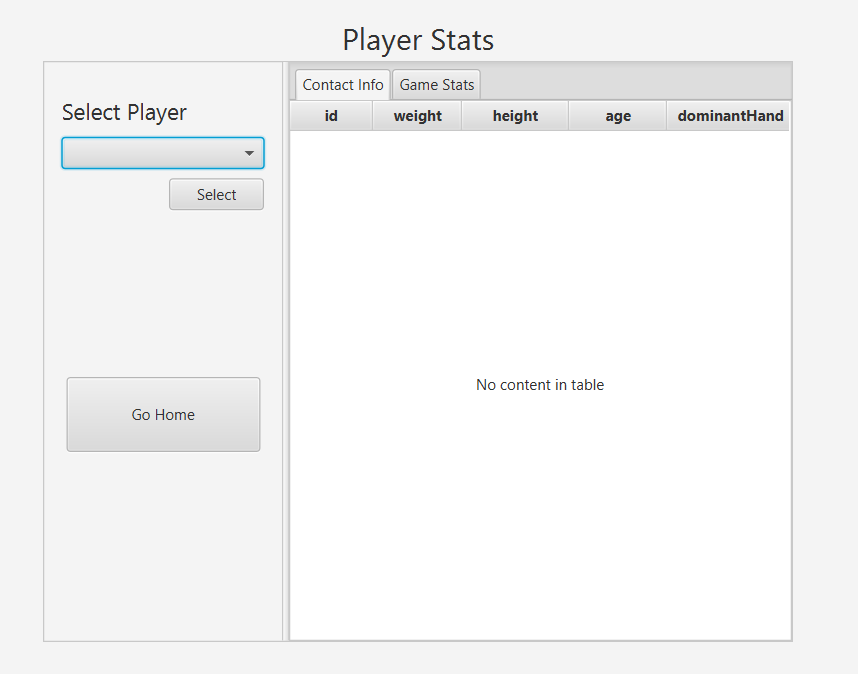 Player Stats
Select Player
Select
Go Home
Contact Info Game Stats
id weight height age dominantHand
No content in table